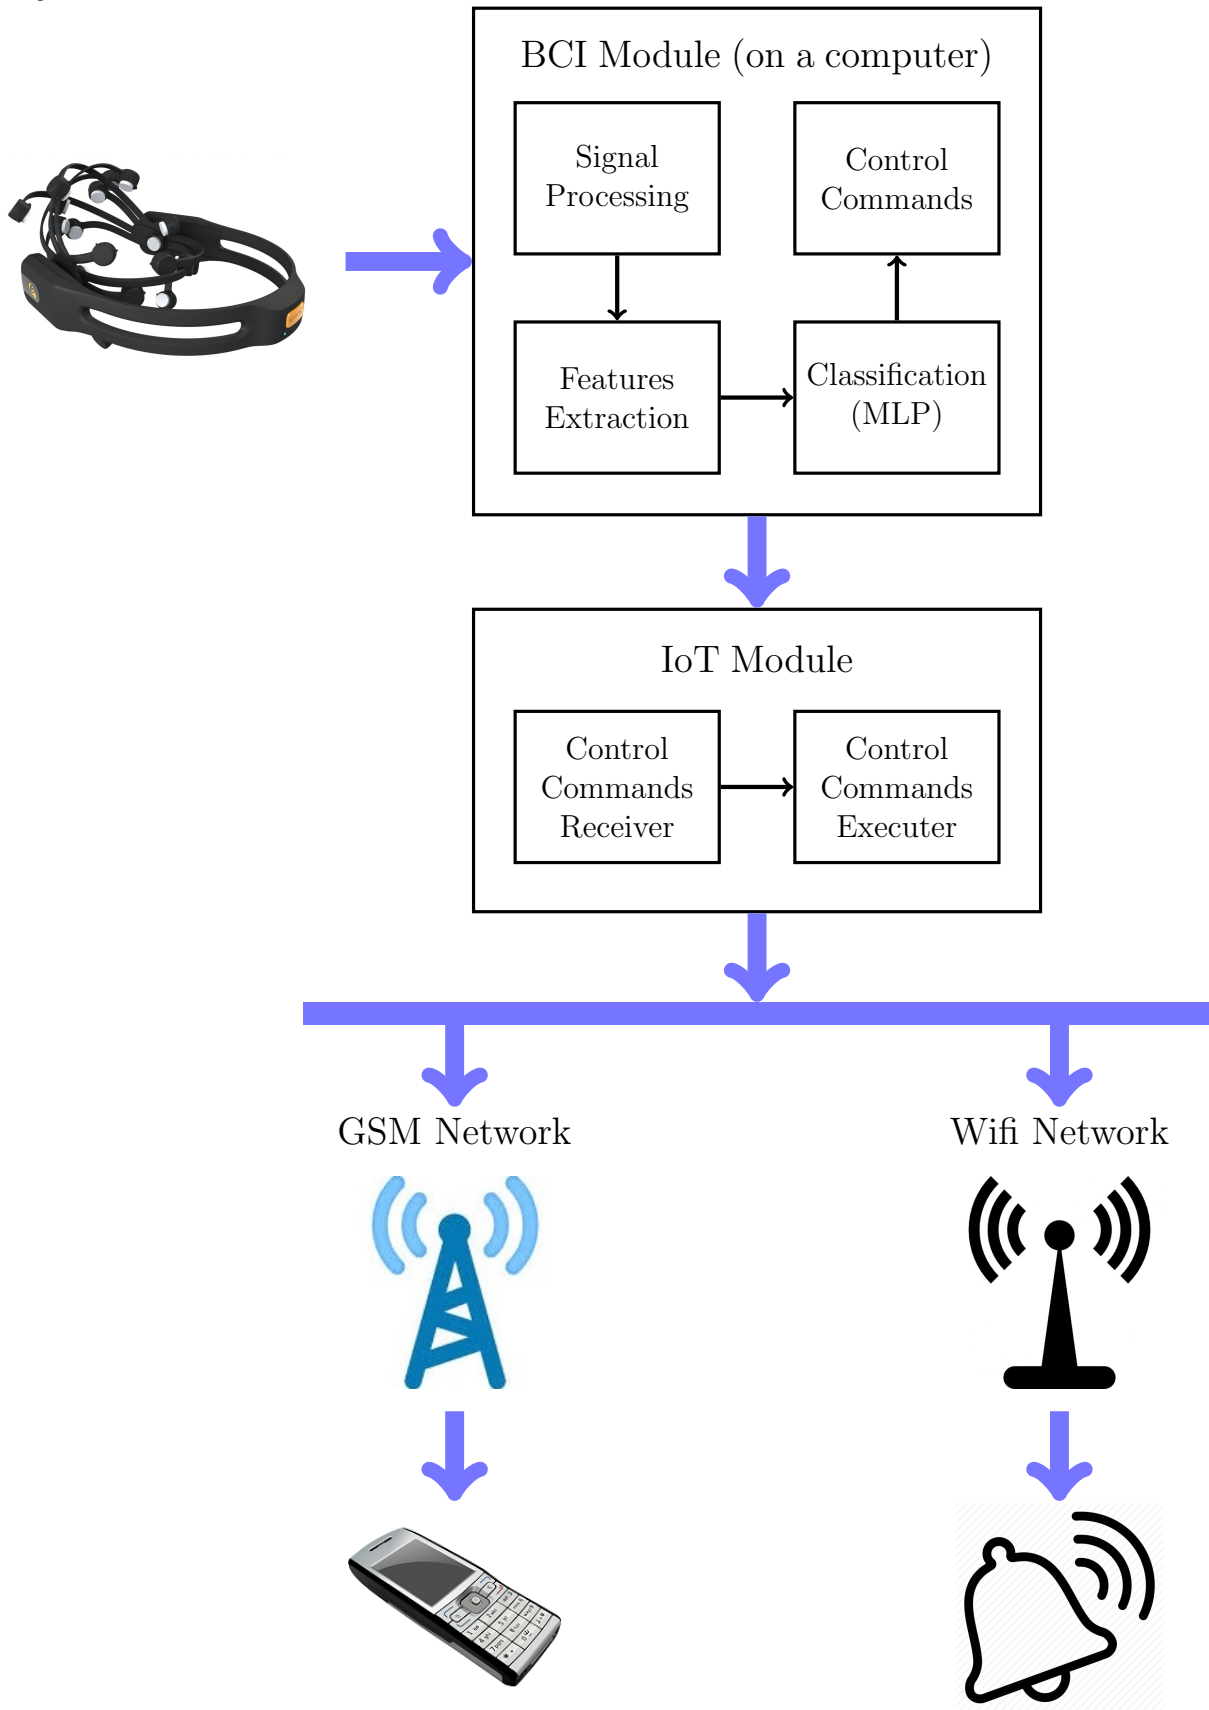 BCI Module (on a computer)
Signal
Processing
Control
Commands
Features
Extraction
Classification
(MLP)
IoT Module
Control
Commands
Receiver
Control
Commands
Executer
GSM Network
Wifi Network